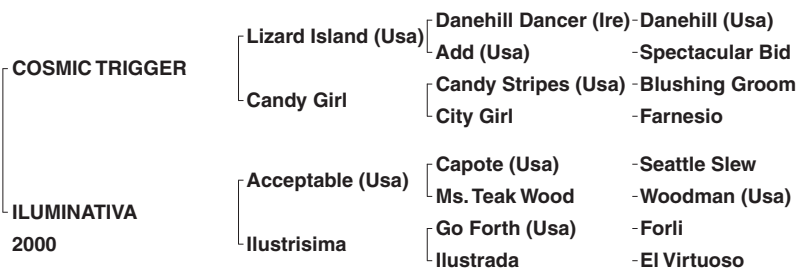 Danehill Dancer (Ire) - Danehill (Usa)
Lizard Island (Usa)
Add (Usa) - Spectacular Bid
COSMIC TRIGGER
Candy Stripes (Usa) - Blushing Groom
Candy Girl
City Girl - Farnesio
Capote (Usa) - Seattle Slew
Acceptable (Usa)
Ms. Teak Wood - Woodman (Usa)
ILUMINATIVA
Go Forth (Usa) - Forli
2000
Ilustrisima
Ilustrada - El Virtuoso